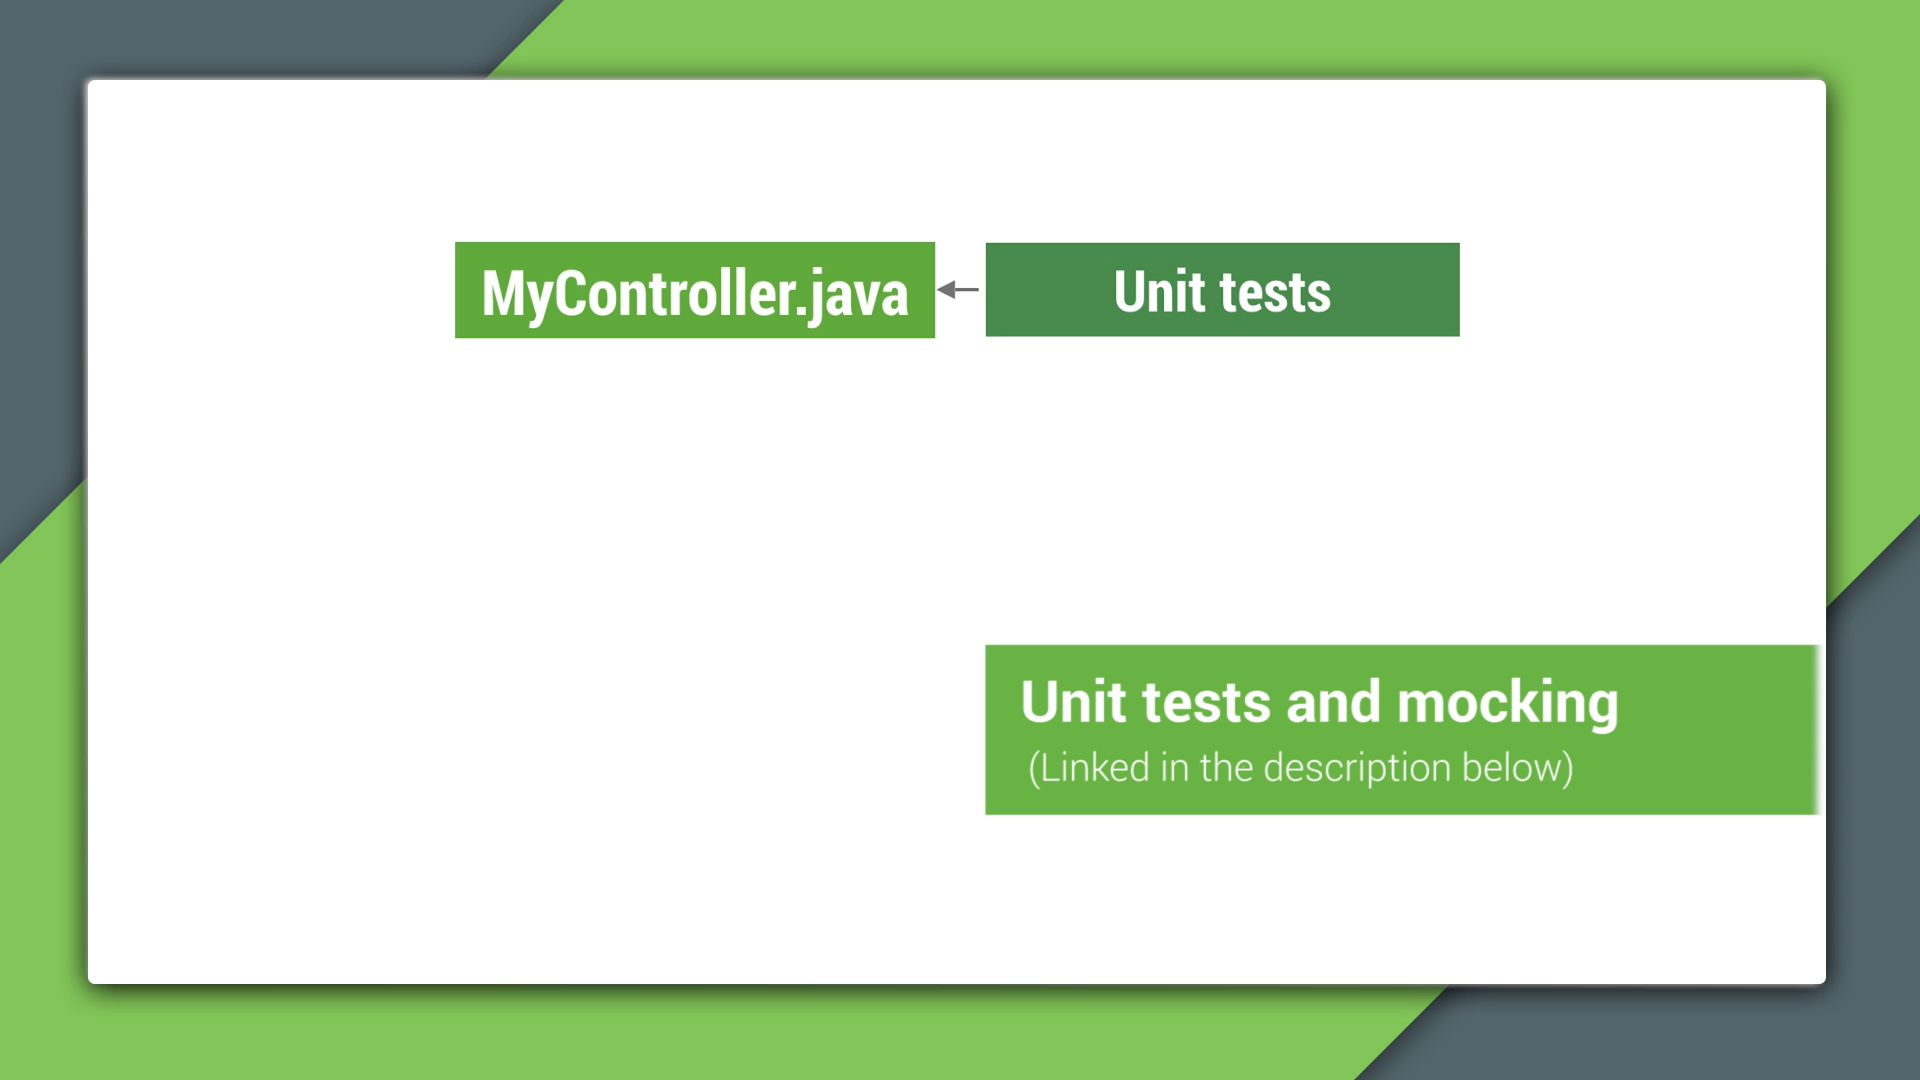 MyController.java
Unit tests
Unit tests and mocking
(Linked in the description below)